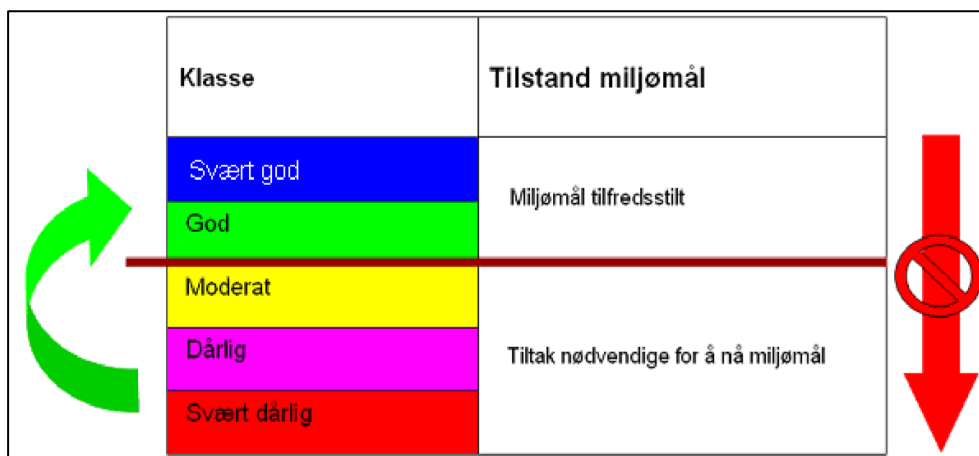 Klasse
Tilstand miljømål
Svært god
Miljømål tilfredsstilt
God
Moderat
Dårlig
Tiltak nødvendige for å nå miljømål
Svært dårlig